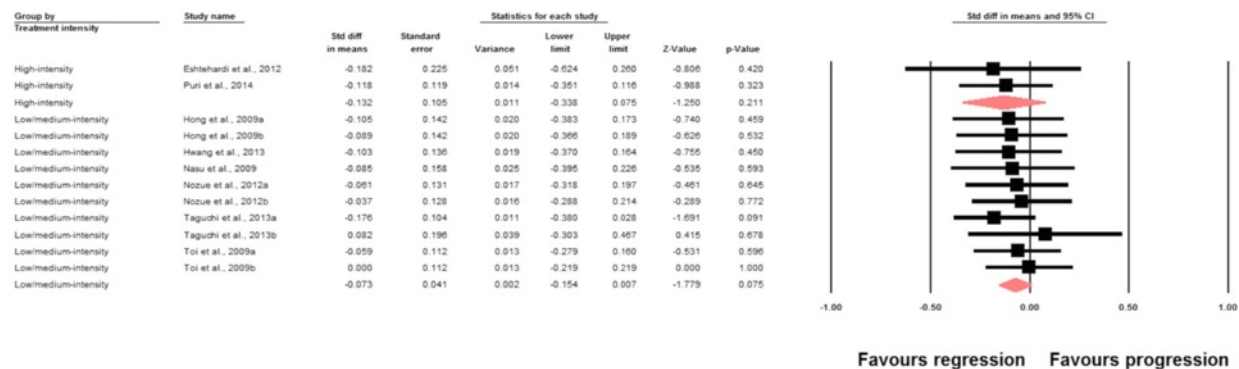 Group by Study name Statistics for each study Std diff in means and 95% CI
Treatment intensity
Std diff Standard Lower Upper
in means error Variance limit limit Z-Value p-Value
High-intensity Eshtehardi et al., 2012 -0.182 0.225 0.051 -0.624 0.260 -0.806 0.420
High-intensity Puri et al., 2014 -0.118 0.119 0.014 -0.351 0.116 -0.988 0.323
High-intensity -0.132 0.105 0.011 -0.338 0.075 -1.250 0.211
Low/medium-intensity Hong et al., 2009a -0.105 0.142 0.020 -0.383 0.173 -0.740 0.459
Low/medium-intensity Hong et al., 2009b -0.089 0.142 0.020 -0.366 0.189 -0.626 0.532
Low/medium-intensity Hwang et al., 2013 -0.103 0.136 0.019 -0.370 0.164 -0.755 0.450
Low/medium-intensity Nasu et al., 2009 -0.085 0.158 0.025 -0.395 0.226 -0.535 0.593
Low/medium-intensity Nozue et al., 2012a -0.061 0.131 0.017 -0.318 0.197 -0.461 0.645
Low/medium-intensity Nozue et al., 2012b -0.037 0.128 0.016 -0.288 0.214 -0.289 0.772
Low/medium-intensity Taguchi et al., 2013a -0.176 0.104 0.011 -0.380 0.028 -1.691 0.091
Low/medium-intensity Taguchi et al., 2013b 0.082 0.196 0.039 -0.303 0.467 0.415 0.678
Low/medium-intensity Toi et al., 2009a -0.059 0.112 0.013 -0.279 0.160 -0.531 0.596
Low/medium-intensity Toi et al., 2009b 0.000 0.112 0.013 -0.219 0.219 0.000 1.000
Low/medium-intensity -0.073 0.041 0.002 -0.154 0.007 -1.779 0.075
-1.00 -0.50 0.00 0.50 1.00
Favours regression Favours progression